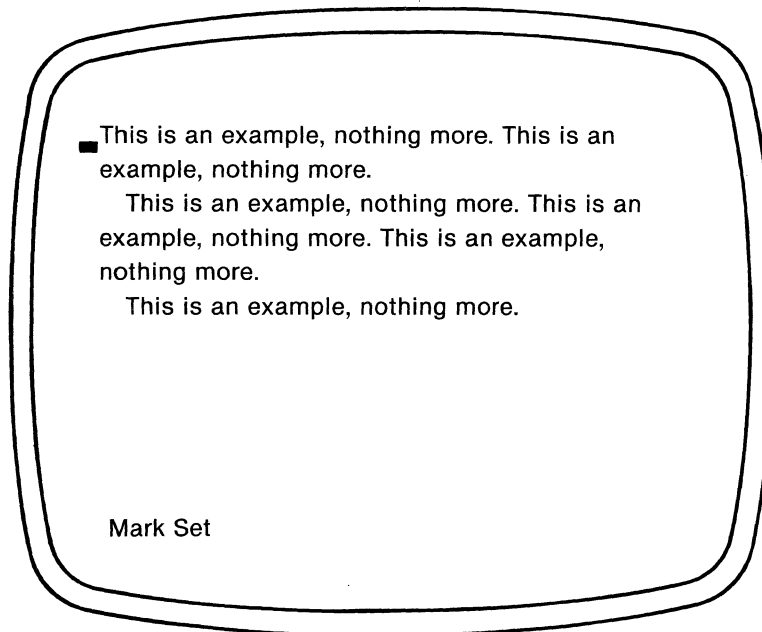 This is an example, nothing more. This is an
example, nothing more.
This is an example, nothing more. This is an
example, nothing more. This is an example,
nothing more.
This is an example, nothing more.
Mark Set